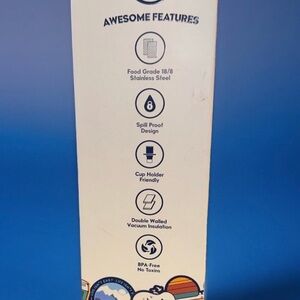 AWESOME FEATURES
Food Grade 18/8
Stainless Steel
Spill Proof
Design
Cup Holder
Friendly
Double Walled
Vacuum Insulation
BPA-Free
No Toxins